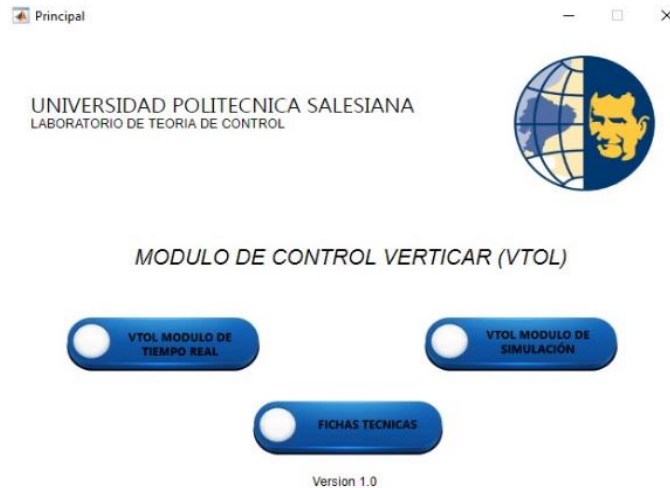 Principal
UNIVERSIDAD POLITECNICA SALESIANA
LABORATORIO DE TEORIA DE CONTROL
MODULO DE CONTROL VERTICAR (VTOL)
VTOL MODULO DE
TIEMPO REAL
VTOL MODULO DE
SIMULACIÓN
FICHAS TECNICAS
Version 1.0